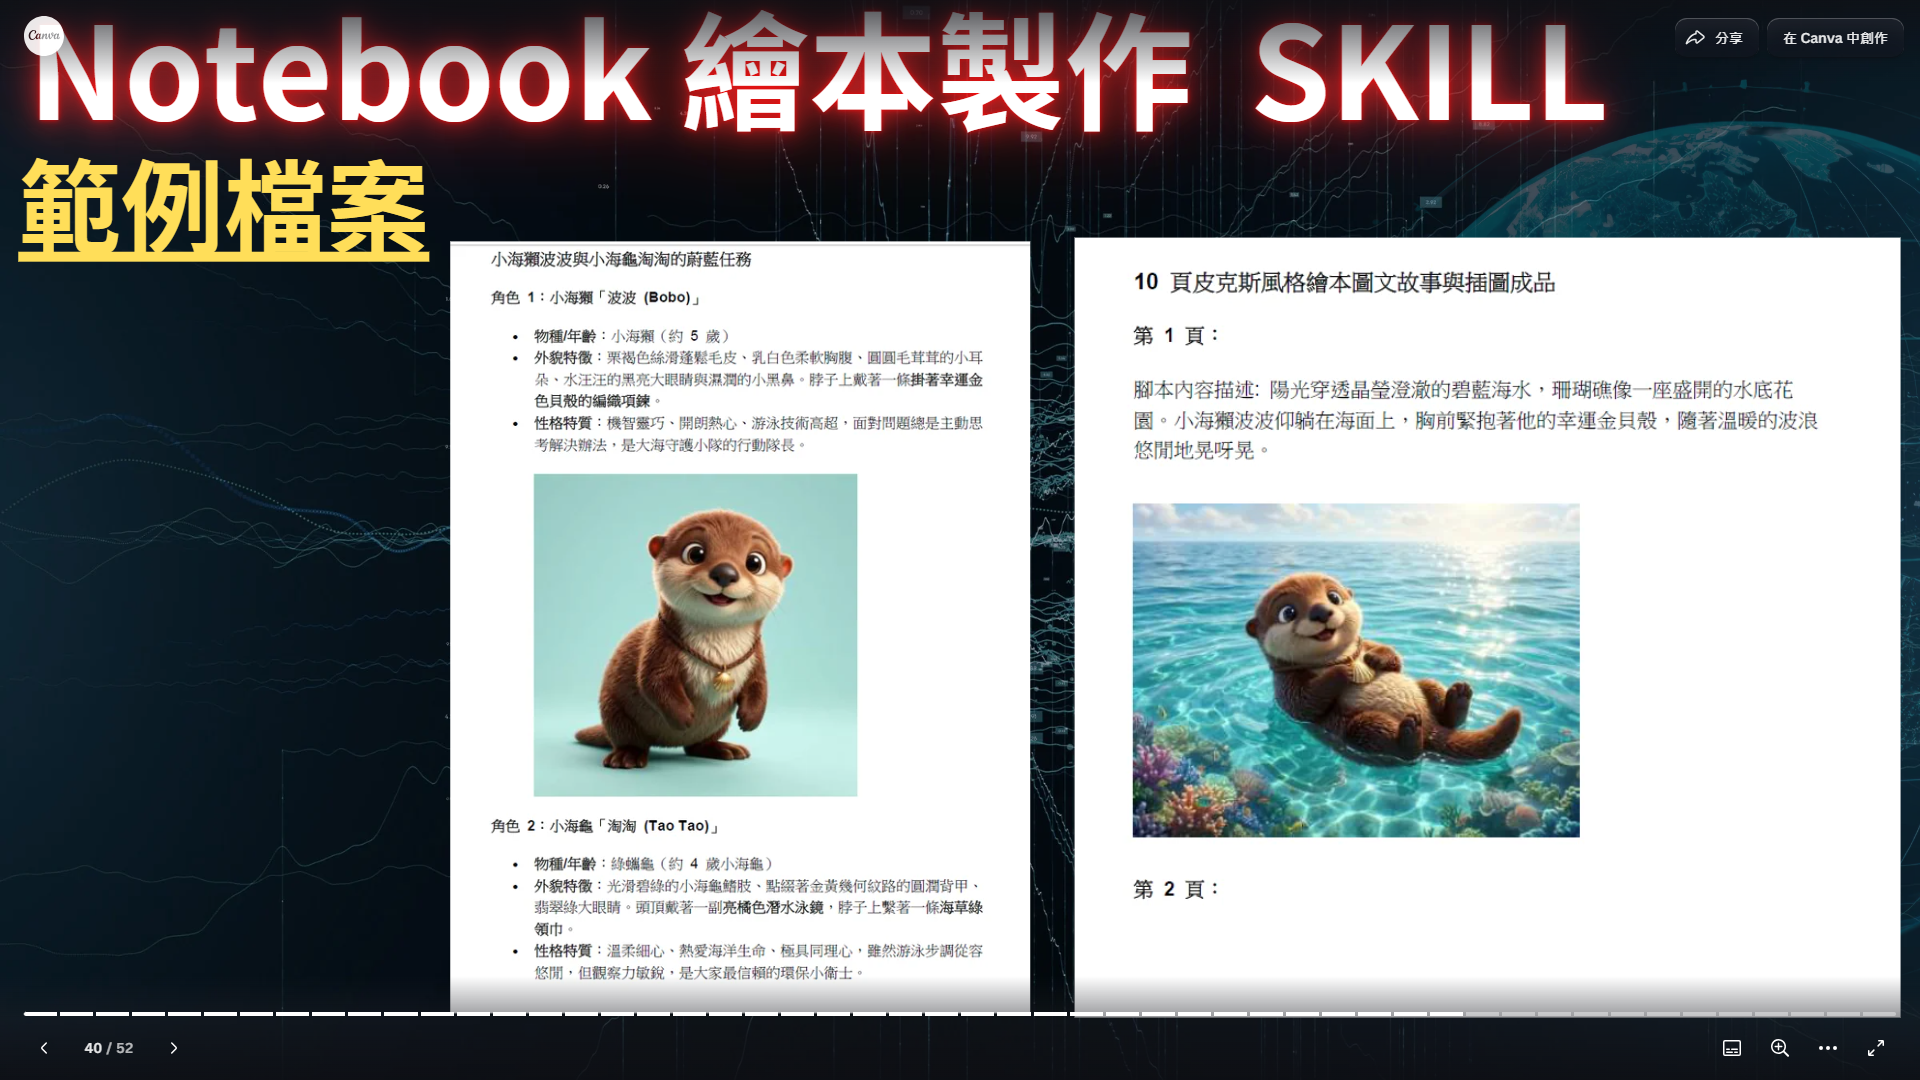 Canva
Notebook 繪本製作 SKILL
分享
在 Canva 中創作
範例檔案
小海獺波波與小海龜淘淘的蔚藍任務
角色 1：小海獺「波波 (Bobo)」
• 物種/年齡：小海獺（約 5 歲）
• 外貌特徵：栗褐色絲滑蓬鬆毛皮、乳白色柔軟胸腹、圓圓毛茸茸的小耳
朵、水汪汪的黑亮大眼睛與濕潤的小黑鼻。脖子上戴著一條掛著幸運金
色貝殼的編織項鍊。
• 性格特質：機智靈巧、開朗熱心、游泳技術高超，面對問題總是主動思
考解決辦法，是大海守護小隊的行動隊長。
角色 2：小海龜「淘淘 (Tao Tao)」
• 物種/年齡：綠蠵龜（約 4 歲小海龜）
• 外貌特徵：光滑碧綠的小海龜鰭肢、點綴著金黃幾何紋路的圓潤背甲、
翡翠綠大眼睛。頭頂戴著一副亮橘色潛水泳鏡，脖子上繫著一條海草綠
領巾。
• 性格特質：溫柔細心、熱愛海洋生命、極具同理心，雖然游泳步調從容
悠閒，但觀察力敏銳，是大家最信賴的環保小衛士。
10 頁皮克斯風格繪本圖文故事與插圖成品
第 1 頁：
腳本內容描述: 陽光穿透晶瑩澄澈的碧藍海水，珊瑚礁像一座盛開的水底花
園。小海獺波波仰躺在海面上，胸前緊抱著他的幸運金貝殼，隨著溫暖的波浪
悠閒地晃呀晃。
第 2 頁：
40 / 52